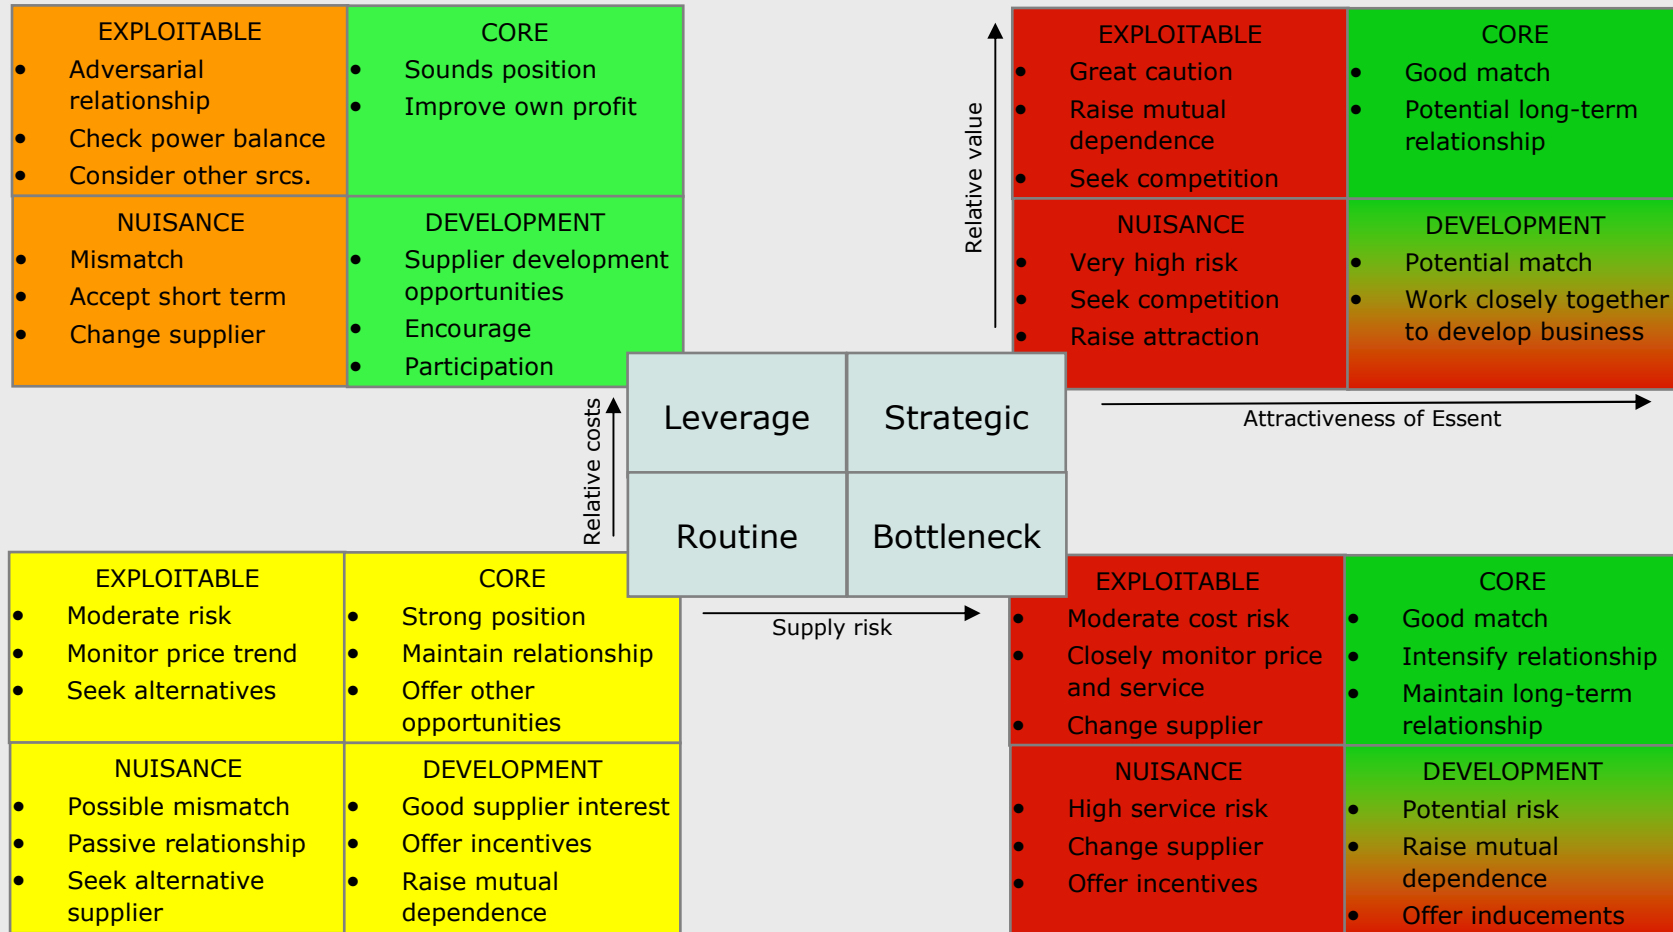 EXPLOITABLE
Adversarial
relationship
Check power balance
Consider other srcs.
CORE
Sounds position
Improve own profit
NUISANCE
Mismatch
Accept short term
Change supplier
DEVELOPMENT
Supplier development
opportunities
Encourage
Participation
Relative value
EXPLOITABLE
Great caution
Raise mutual
dependence
Seek competition
CORE
Good match
Potential long-term
relationship
NUISANCE
Very high risk
Seek competition
Raise attraction
DEVELOPMENT
Potential match
Work closely together
to develop business
Attractiveness of Essent
Relative costs
Leverage
Strategic
Routine
Bottleneck
Supply risk
EXPLOITABLE
Moderate risk
Monitor price trend
Seek alternatives
CORE
Strong position
Maintain relationship
Offer other
opportunities
NUISANCE
Possible mismatch
Passive relationship
Seek alternative
supplier
DEVELOPMENT
Good supplier interest
Offer incentives
Raise mutual
dependence
EXPLOITABLE
Moderate cost risk
Closely monitor price
and service
Change supplier
CORE
Good match
Intensify relationship
Maintain long-term
relationship
NUISANCE
High service risk
Change supplier
Offer incentives
DEVELOPMENT
Potential risk
Raise mutual
dependence
Offer inducements